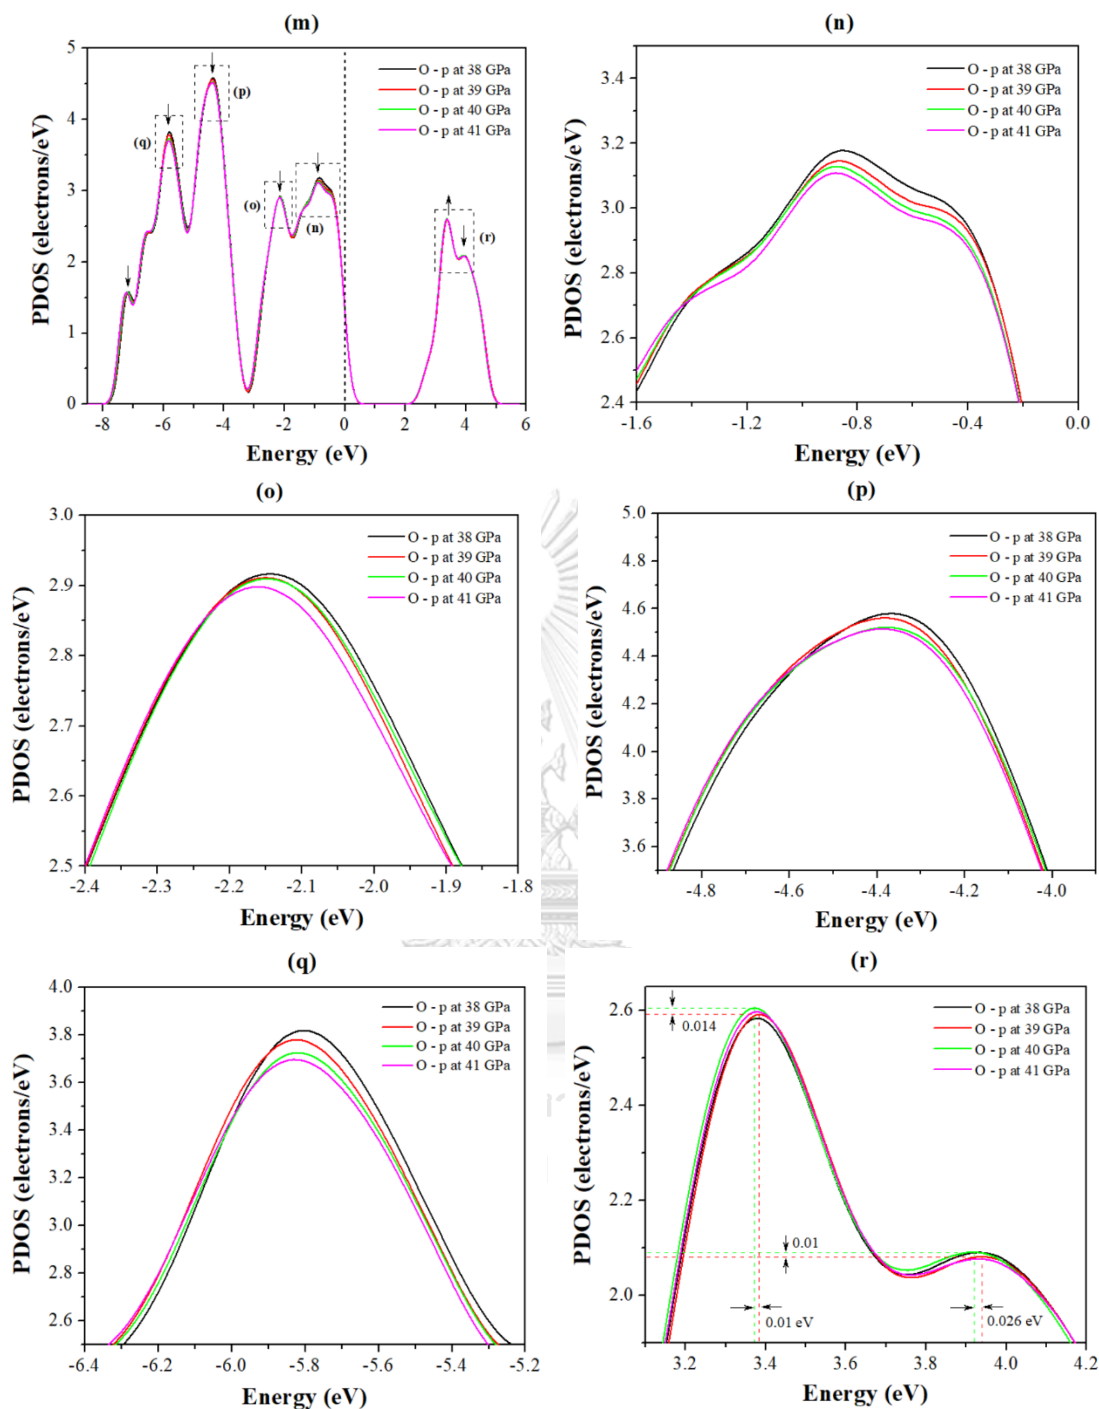 (m)
PDOS (electrons/eV)
5
4
3
2
1
0
-8
-6
-4
-2
0
2
4
6
Energy (eV)
O - p at 38 GPa
O - p at 39 GPa
O - p at 40 GPa
O - p at 41 GPa
(p)
(q)
(o)
(n)
(r)
(n)
PDOS (electrons/eV)
3.4
3.2
3.0
2.8
2.6
2.4
-1.6
-1.2
-0.8
-0.4
0.0
Energy (eV)
O - p at 38 GPa
O - p at 39 GPa
O - p at 40 GPa
O - p at 41 GPa
(o)
PDOS (electrons/eV)
3.0
2.9
2.8
2.7
2.6
2.5
-2.4
-2.3
-2.2
-2.1
-2.0
-1.9
-1.8
Energy (eV)
O - p at 38 GPa
O - p at 39 GPa
O - p at 40 GPa
O - p at 41 GPa
(p)
PDOS (electrons/eV)
5.0
4.8
4.6
4.4
4.2
4.0
3.8
3.6
-4.8
-4.6
-4.4
-4.2
-4.0
Energy (eV)
O - p at 38 GPa
O - p at 39 GPa
O - p at 40 GPa
O - p at 41 GPa
(q)
PDOS (electrons/eV)
4.0
3.8
3.6
3.4
3.2
3.0
2.8
2.6
-6.4
-6.2
-6.0
-5.8
-5.6
-5.4
-5.2
Energy (eV)
O - p at 38 GPa
O - p at 39 GPa
O - p at 40 GPa
O - p at 41 GPa
(r)
PDOS (electrons/eV)
2.6
2.4
2.2
2.0
3.2
3.4
3.6
3.8
4.0
4.2
Energy (eV)
O - p at 38 GPa
O - p at 39 GPa
O - p at 40 GPa
O - p at 41 GPa
0.014
0.01
0.01 eV
0.026 eV